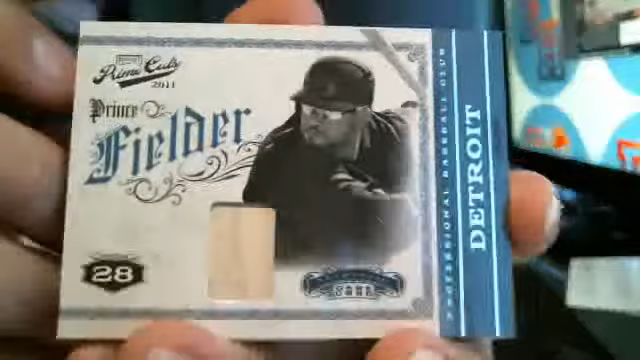 Prime Cuts
2011
Prince
Fielder
28
PROFESSIONAL BASEBALL CLUB
DETROIT